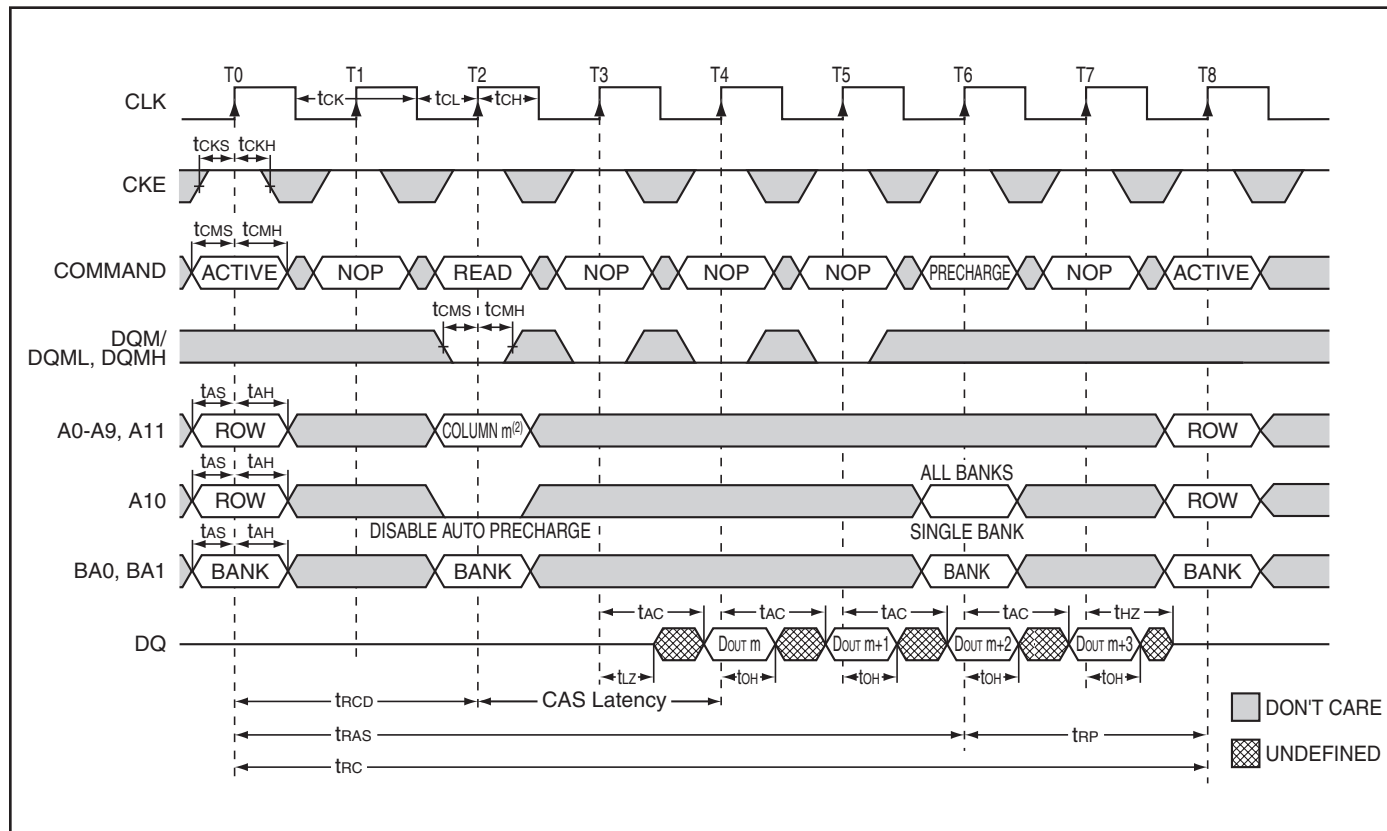 T0 T1 T2 T3 T4 T5 T6 T7 T8
CLK
tCK tCL tCH
tCKS tCKH
CKE
tCMS tCMH
COMMAND ACTIVE NOP READ NOP NOP NOP PRECHARGE NOP ACTIVE
tCMS tCMH
DQM/
DQML, DQMH
tAS tAH
A0-A9, A11 ROW COLUMN m(2) ROW
tAS tAH ALL BANKS
A10 ROW ROW
DISABLE AUTO PRECHARGE SINGLE BANK
tAS tAH
BA0, BA1 BANK BANK BANK BANK
tAC tAC tAC tAC tHZ
DQ DOUT m DOUT m+1 DOUT m+2 DOUT m+3
tLZ tOH tOH tOH tOH
tRCD CAS Latency
DON'T CARE
tRAS tRP
UNDEFINED
tRC